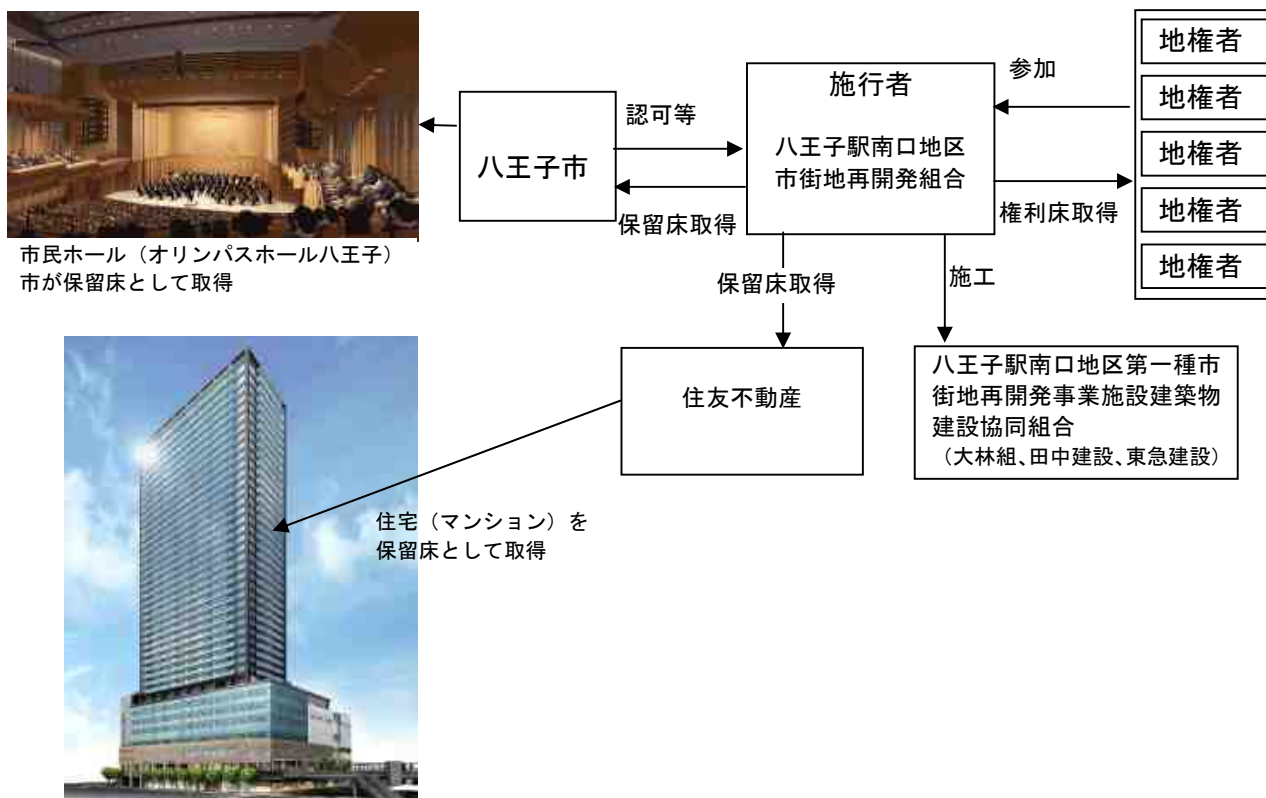 地権者
地権者
地権者
地権者
地権者
参加
権利床取得
施行者
八王子駅南口地区
市街地再開発組合
認可等
保留床取得
八王子市
市民ホール（オリンパスホール八王子）
市が保留床として取得
保留床取得
施工
住友不動産
八王子駅南口地区第一種市
街地再開発事業施設建築物
建設協同組合
（大林組、田中建設、東急建設）
住宅（マンション）を
保留床として取得